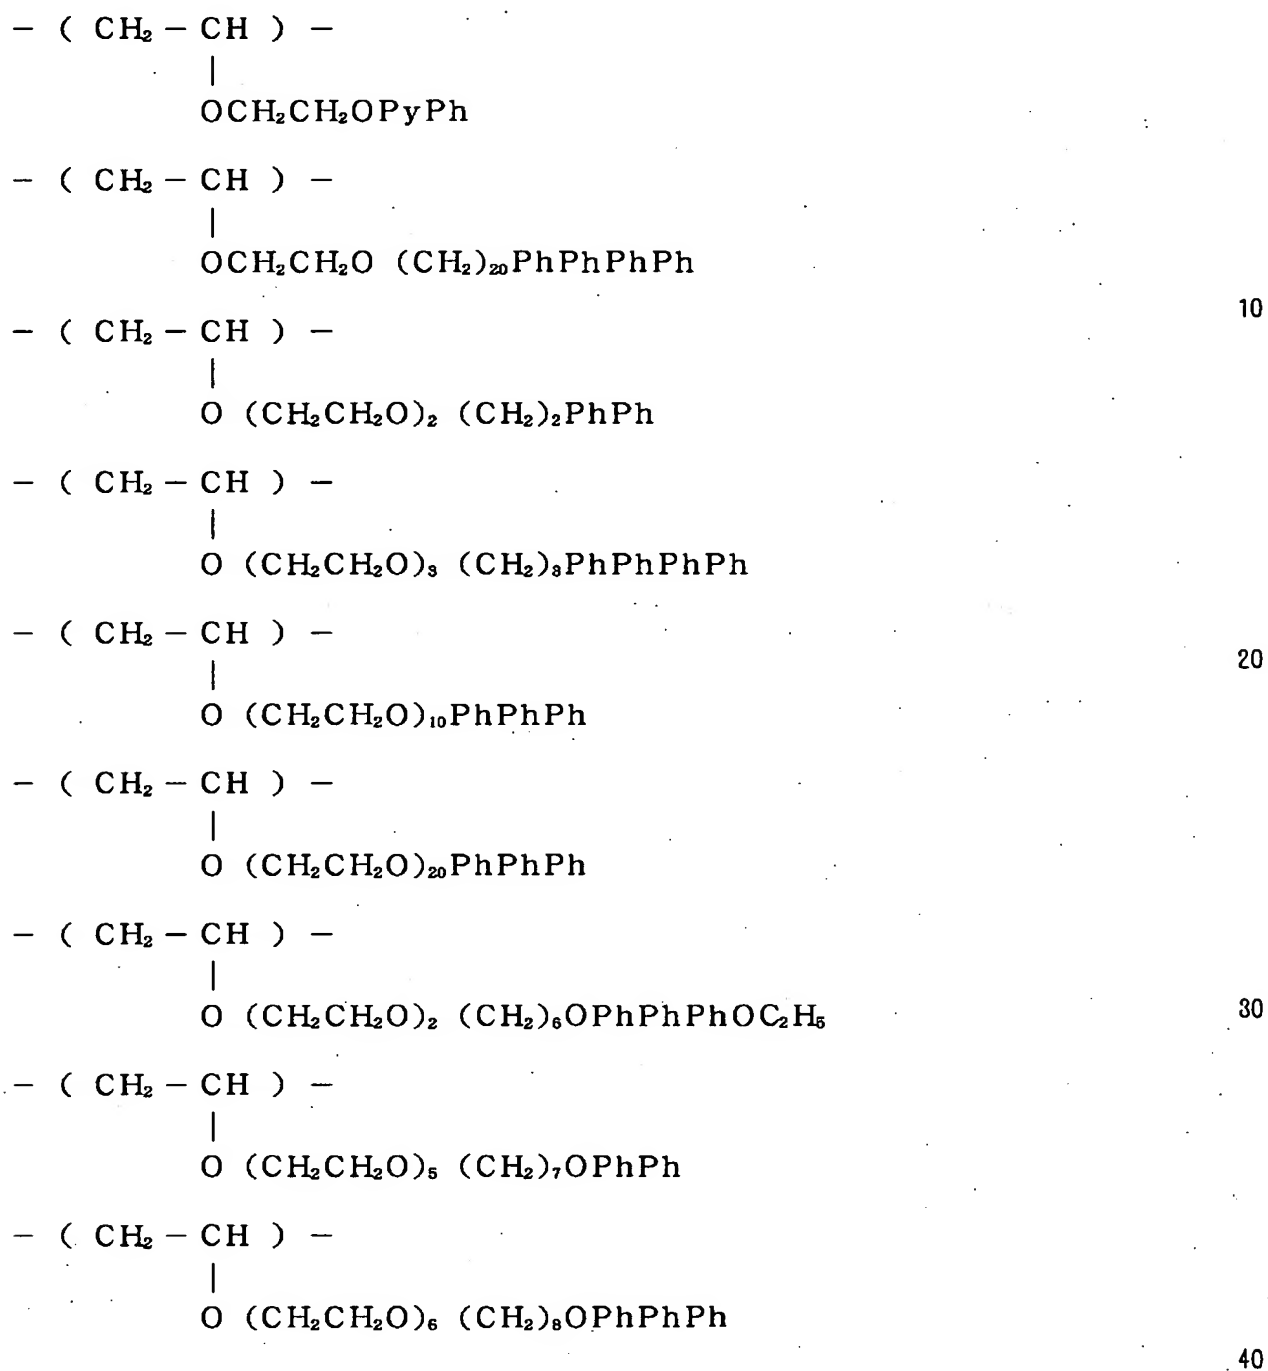 — ( CH₂ — CH ) —
|
OCH₂CH₂OPyPh
— ( CH₂ — CH ) —
|
OCH₂CH₂O (CH₂)₂₀PhPhPhPh
10
— ( CH₂ — CH ) —
|
O (CH₂CH₂O)₂ (CH₂)₂PhPh
— ( CH₂ — CH ) —
|
O (CH₂CH₂O)₃ (CH₂)₃PhPhPhPh
— ( CH₂ — CH ) —
20
|
O (CH₂CH₂O)₁₀PhPhPh
— ( CH₂ — CH ) —
|
O (CH₂CH₂O)₂₀PhPhPh
— ( CH₂ — CH ) —
|
O (CH₂CH₂O)₂ (CH₂)₆OPhPhPhOC₂H₅
30
— ( CH₂ — CH ) —
|
O (CH₂CH₂O)₅ (CH₂)₇OPhPh
— ( CH₂ — CH ) —
|
O (CH₂CH₂O)₆ (CH₂)₈OPhPhPh
40